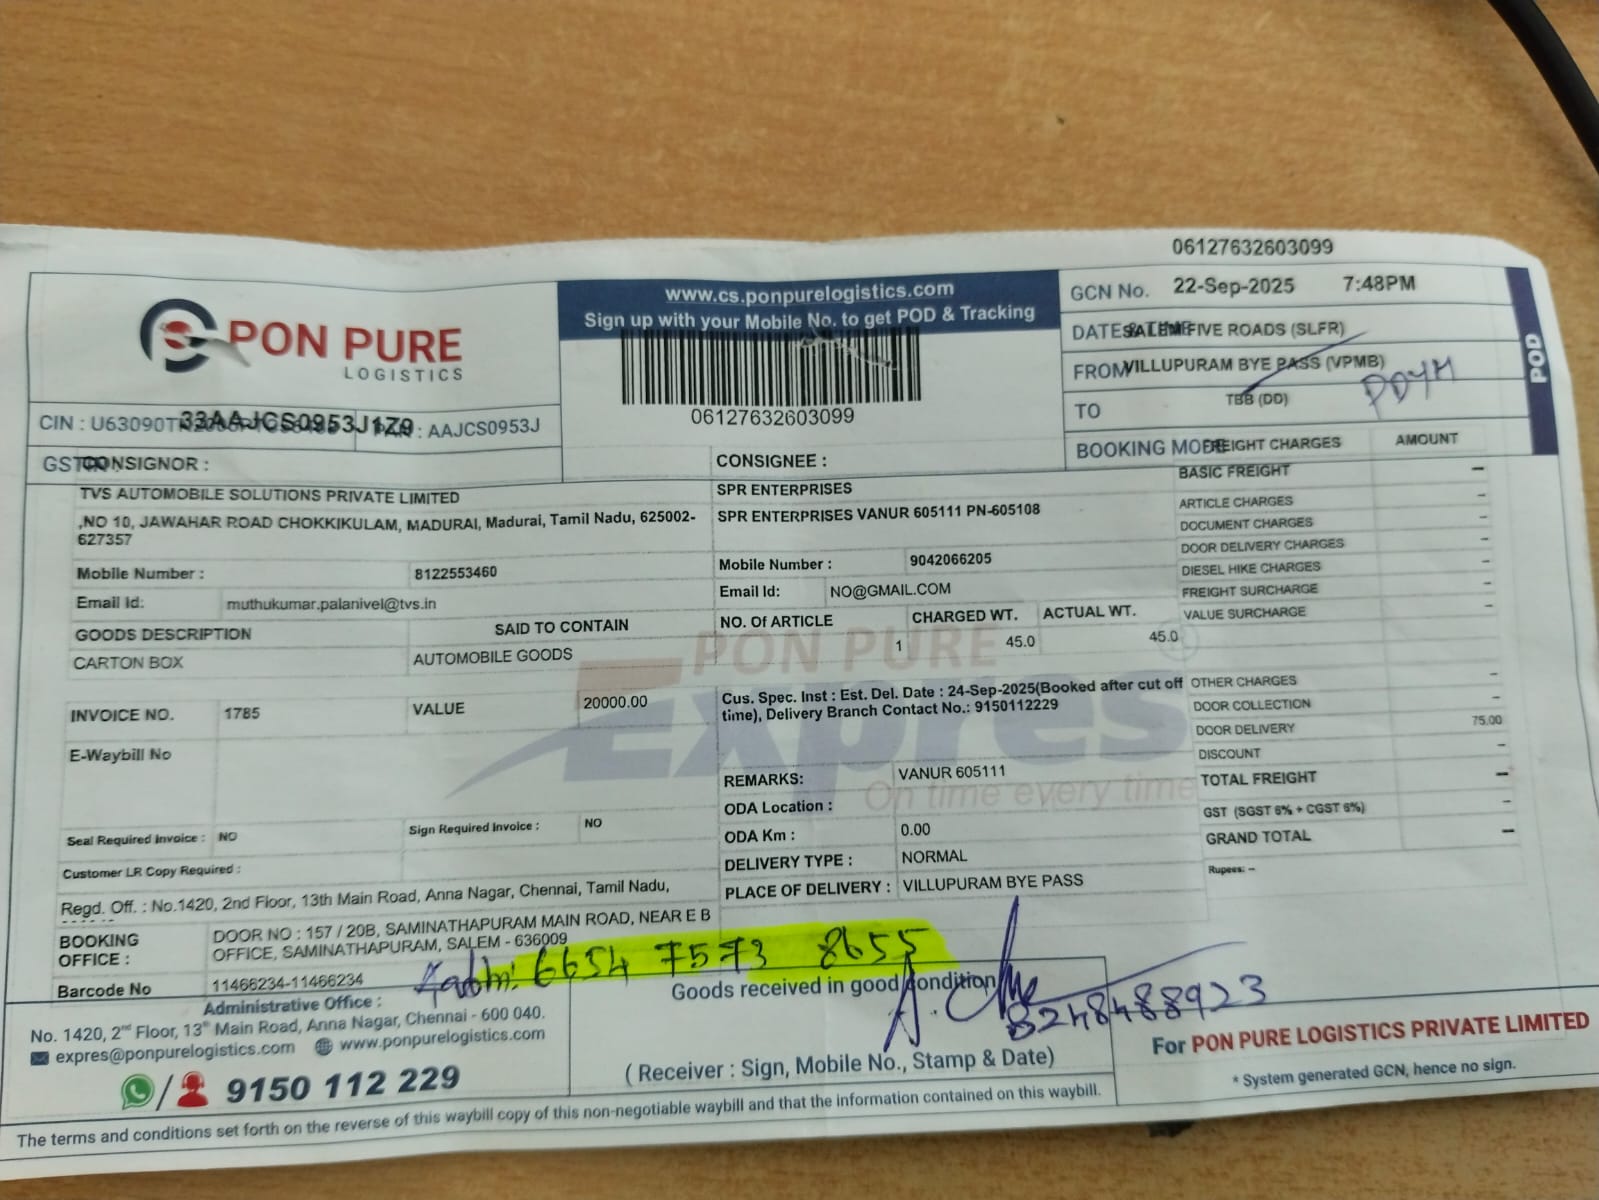 06127632603099
PON PURE
LOGISTICS
CIN : U63090TN
33AAJCS0953J1Z9
: AAJCS0953J
www.cs.ponpurelogistics.com
Sign up with your Mobile No. to get POD & Tracking
06127632603099
GCN No. 22-Sep-2025 7:48PM
DATE & TIME SALEM FIVE ROADS (SLFR)
FROM VILLUPURAM BYE PASS (VPMB)
TO TBB (DD)
PDYM
BOOKING MODE
POD
GSTIN
CONSIGNOR :
TVS AUTOMOBILE SOLUTIONS PRIVATE LIMITED
,NO 10, JAWAHAR ROAD CHOKKIKULAM, MADURAI, Madurai, Tamil Nadu, 625002-
627357
Mobile Number : 8122553460
Email Id: muthukumar.palanivel@tvs.in
GOODS DESCRIPTION SAID TO CONTAIN
CARTON BOX AUTOMOBILE GOODS
INVOICE NO. 1785 VALUE 20000.00
E-Waybill No
Seal Required Invoice : NO Sign Required Invoice : NO
Customer LR Copy Required :
Regd. Off. : No.1420, 2nd Floor, 13th Main Road, Anna Nagar, Chennai, Tamil Nadu,
BOOKING OFFICE : DOOR NO : 157 / 20B, SAMINATHAPURAM MAIN ROAD, NEAR E B
OFFICE, SAMINATHAPURAM, SALEM - 636009
Barcode No 11466234-11466234
CONSIGNEE :
SPR ENTERPRISES
SPR ENTERPRISES VANUR 605111 PN-605108
Mobile Number : 9042066205
Email Id: NO@GMAIL.COM
NO. Of ARTICLE CHARGED WT. ACTUAL WT.
1 45.0 45.0
Cus. Spec. Inst : Est. Del. Date : 24-Sep-2025(Booked after cut off
time), Delivery Branch Contact No.: 9150112229
REMARKS: VANUR 605111
ODA Location :
ODA Km : 0.00
DELIVERY TYPE : NORMAL
PLACE OF DELIVERY : VILLUPURAM BYE PASS
PON PURE
Expres
On time every time
FREIGHT CHARGES AMOUNT
BASIC FREIGHT –
ARTICLE CHARGES –
DOCUMENT CHARGES –
DOOR DELIVERY CHARGES –
DIESEL HIKE CHARGES –
FREIGHT SURCHARGE –
VALUE SURCHARGE –
OTHER CHARGES –
DOOR COLLECTION –
DOOR DELIVERY 75.00
DISCOUNT –
TOTAL FREIGHT –
GST (SGST 6% + CGST 6%) –
GRAND TOTAL –
Rupees: –
6654 7573 8655
Goods received in good condition
8248488923
( Receiver : Sign, Mobile No., Stamp & Date)
Administrative Office :
No. 1420, 2nd Floor, 13th Main Road, Anna Nagar, Chennai - 600 040.
expres@ponpurelogistics.com www.ponpurelogistics.com
/ 9150 112 229
For PON PURE LOGISTICS PRIVATE LIMITED
* System generated GCN, hence no sign.
The terms and conditions set forth on the reverse of this waybill copy of this non-negotiable waybill and that the information contained on this waybill.